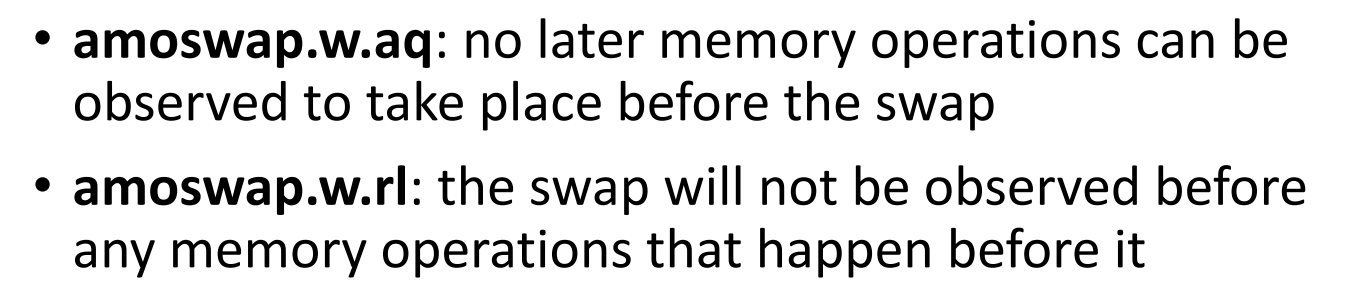 • amoswap.w.aq: no later memory operations can be
observed to take place before the swap
• amoswap.w.rl: the swap will not be observed before
any memory operations that happen before it